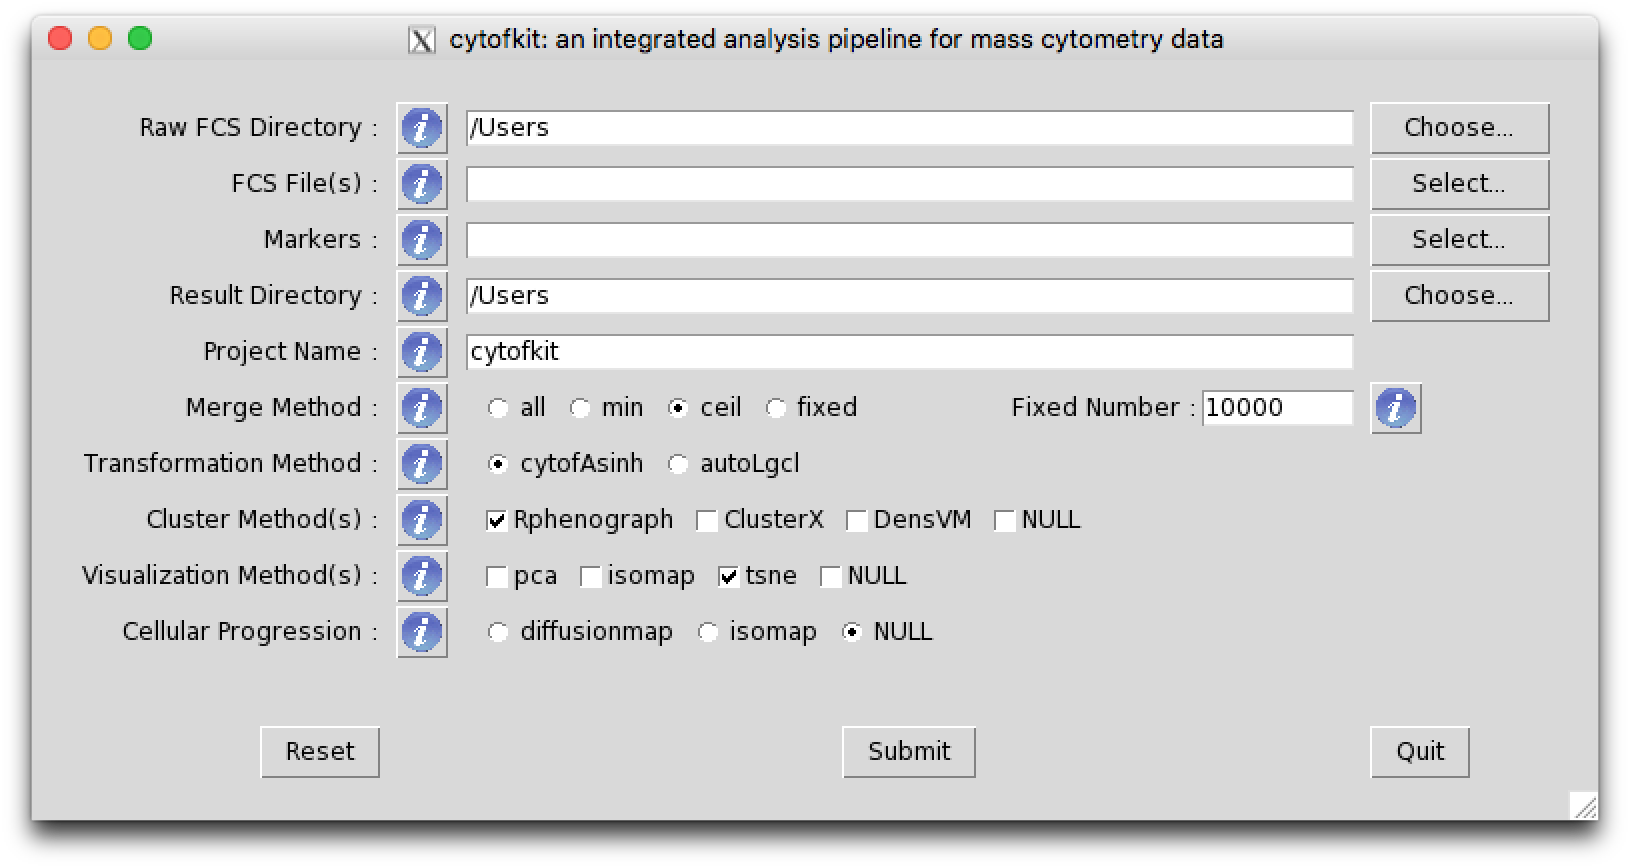 cytofkit: an integrated analysis pipeline for mass cytometry data
Raw FCS Directory : /Users Choose...
FCS File(s) : Select...
Markers : Select...
Result Directory : /Users Choose...
Project Name : cytofkit
Merge Method : all min ceil fixed Fixed Number : 10000
Transformation Method : cytofAsinh autoLgcl
Cluster Method(s) : Rphenograph ClusterX DensVM NULL
Visualization Method(s) : pca isomap tsne NULL
Cellular Progression : diffusionmap isomap NULL
Reset Submit Quit